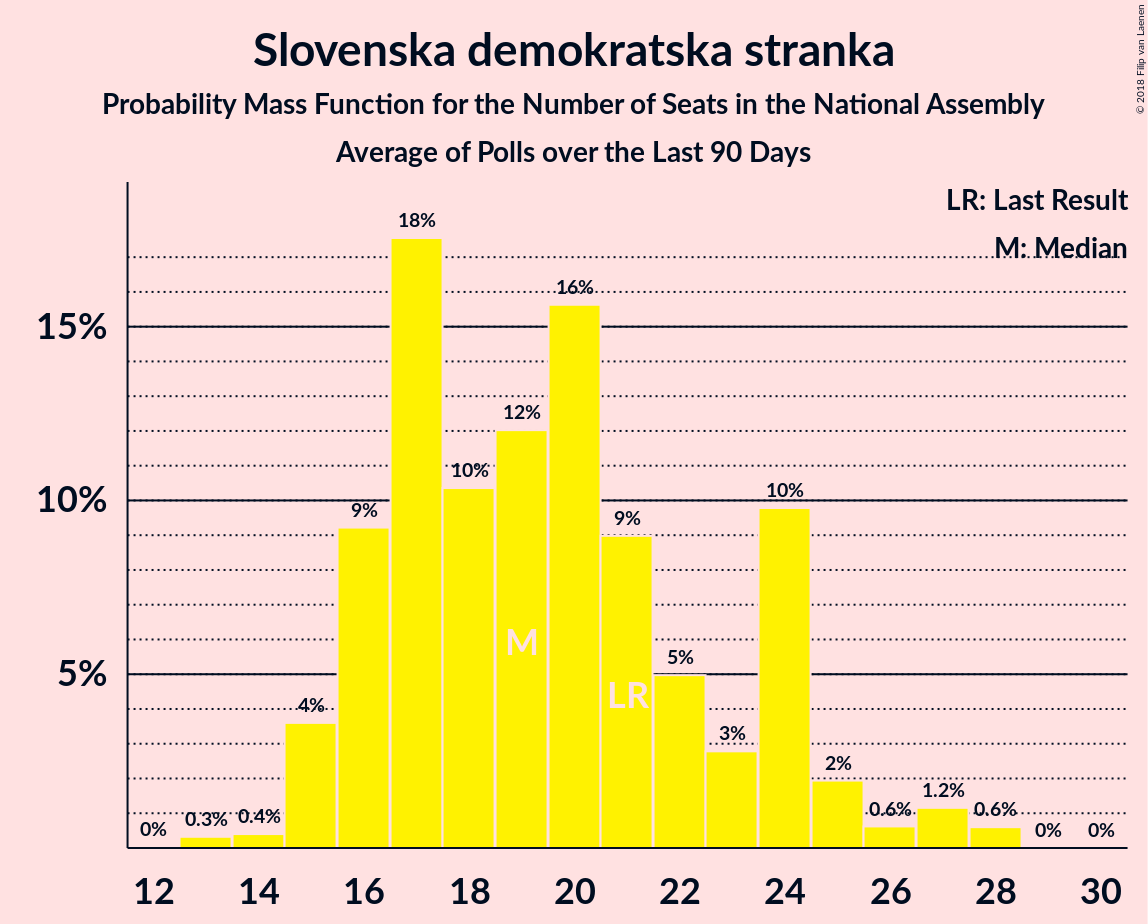 Slovenska demokratska stranka
Probability Mass Function for the Number of Seats in the National Assembly
Average of Polls over the Last 90 Days
© 2018 Filip van Laenen
LR: Last Result
M: Median
15%
10%
5%
0%
0.3%
0.4%
4%
9%
18%
10%
12%
16%
9%
5%
3%
10%
2%
0.6%
1.2%
0.6%
0%
0%
M
LR
12 14 16 18 20 22 24 26 28 30